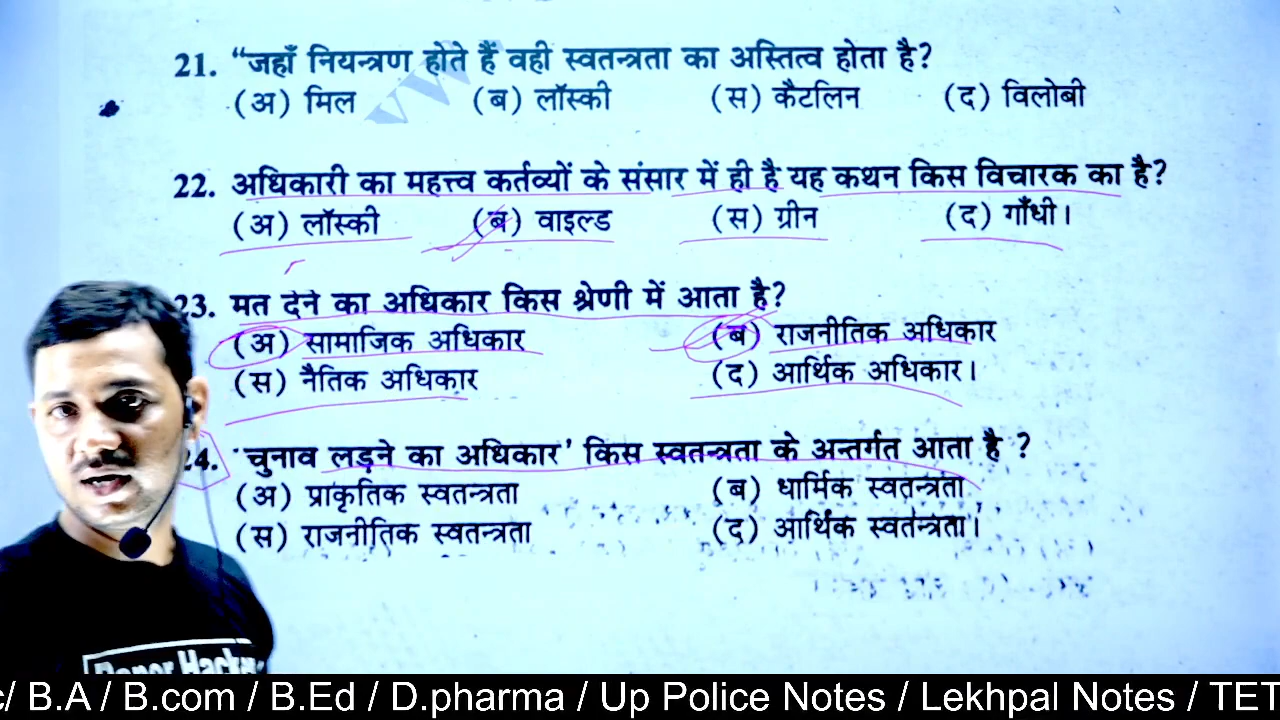 21. “जहाँ नियन्त्रण होते हैं वही स्वतन्त्रता का अस्तित्व होता है?
(अ) मिल (ब) लॉस्की (स) कैटलिन (द) विलोबी
22. अधिकारी का महत्त्व कर्तव्यों के संसार में ही है यह कथन किस विचारक का है?
(अ) लॉस्की (ब) वाइल्ड (स) ग्रीन (द) गाँधी।
23. मत देने का अधिकार किस श्रेणी में आता है?
(अ) सामाजिक अधिकार (ब) राजनीतिक अधिकार
(स) नैतिक अधिकार (द) आर्थिक अधिकार।
24. 'चुनाव लड़ने का अधिकार' किस स्वतन्त्रता के अन्तर्गत आता है ?
(अ) प्राकृतिक स्वतन्त्रता (ब) धार्मिक स्वतन्त्रता
(स) राजनीतिक स्वतन्त्रता (द) आर्थिक स्वतन्त्रता।
/ B.A / B.com / B.Ed / D.pharma / Up Police Notes / Lekhpal Notes / TET